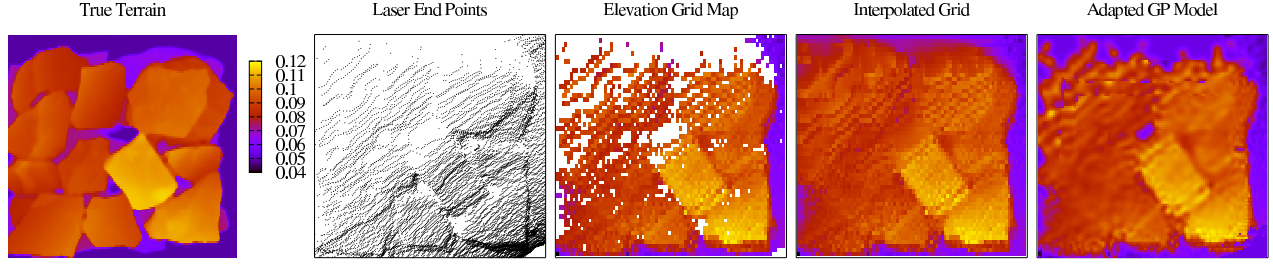 True Terrain
Laser End Points
Elevation Grid Map
Interpolated Grid
Adapted GP Model
0.12
0.11
0.10
0.09
0.08
0.07
0.06
0.05
0.04